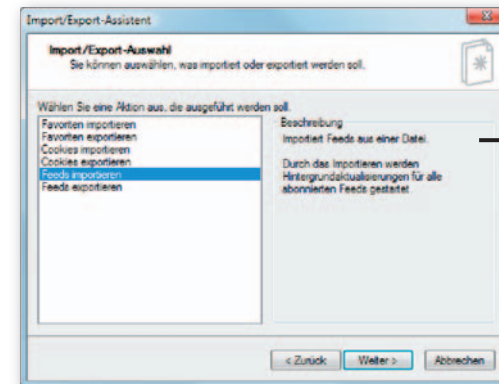 Import/Export-Assistent
Import/Export-Auswahl
Sie können auswählen, was importiert oder exportiert werden soll.
Wählen Sie eine Aktion aus, die ausgeführt werden soll.
Favoriten importieren
Favoriten exportieren
Cookies importieren
Cookies exportieren
Feeds importieren
Feeds exportieren
Beschreibung
Importiert Feeds aus einer Datei.
Durch das Importieren werden
Hintergrundaktualisierungen für alle
abonnierten Feeds gestartet.
< Zurück
Weiter >
Abbrechen